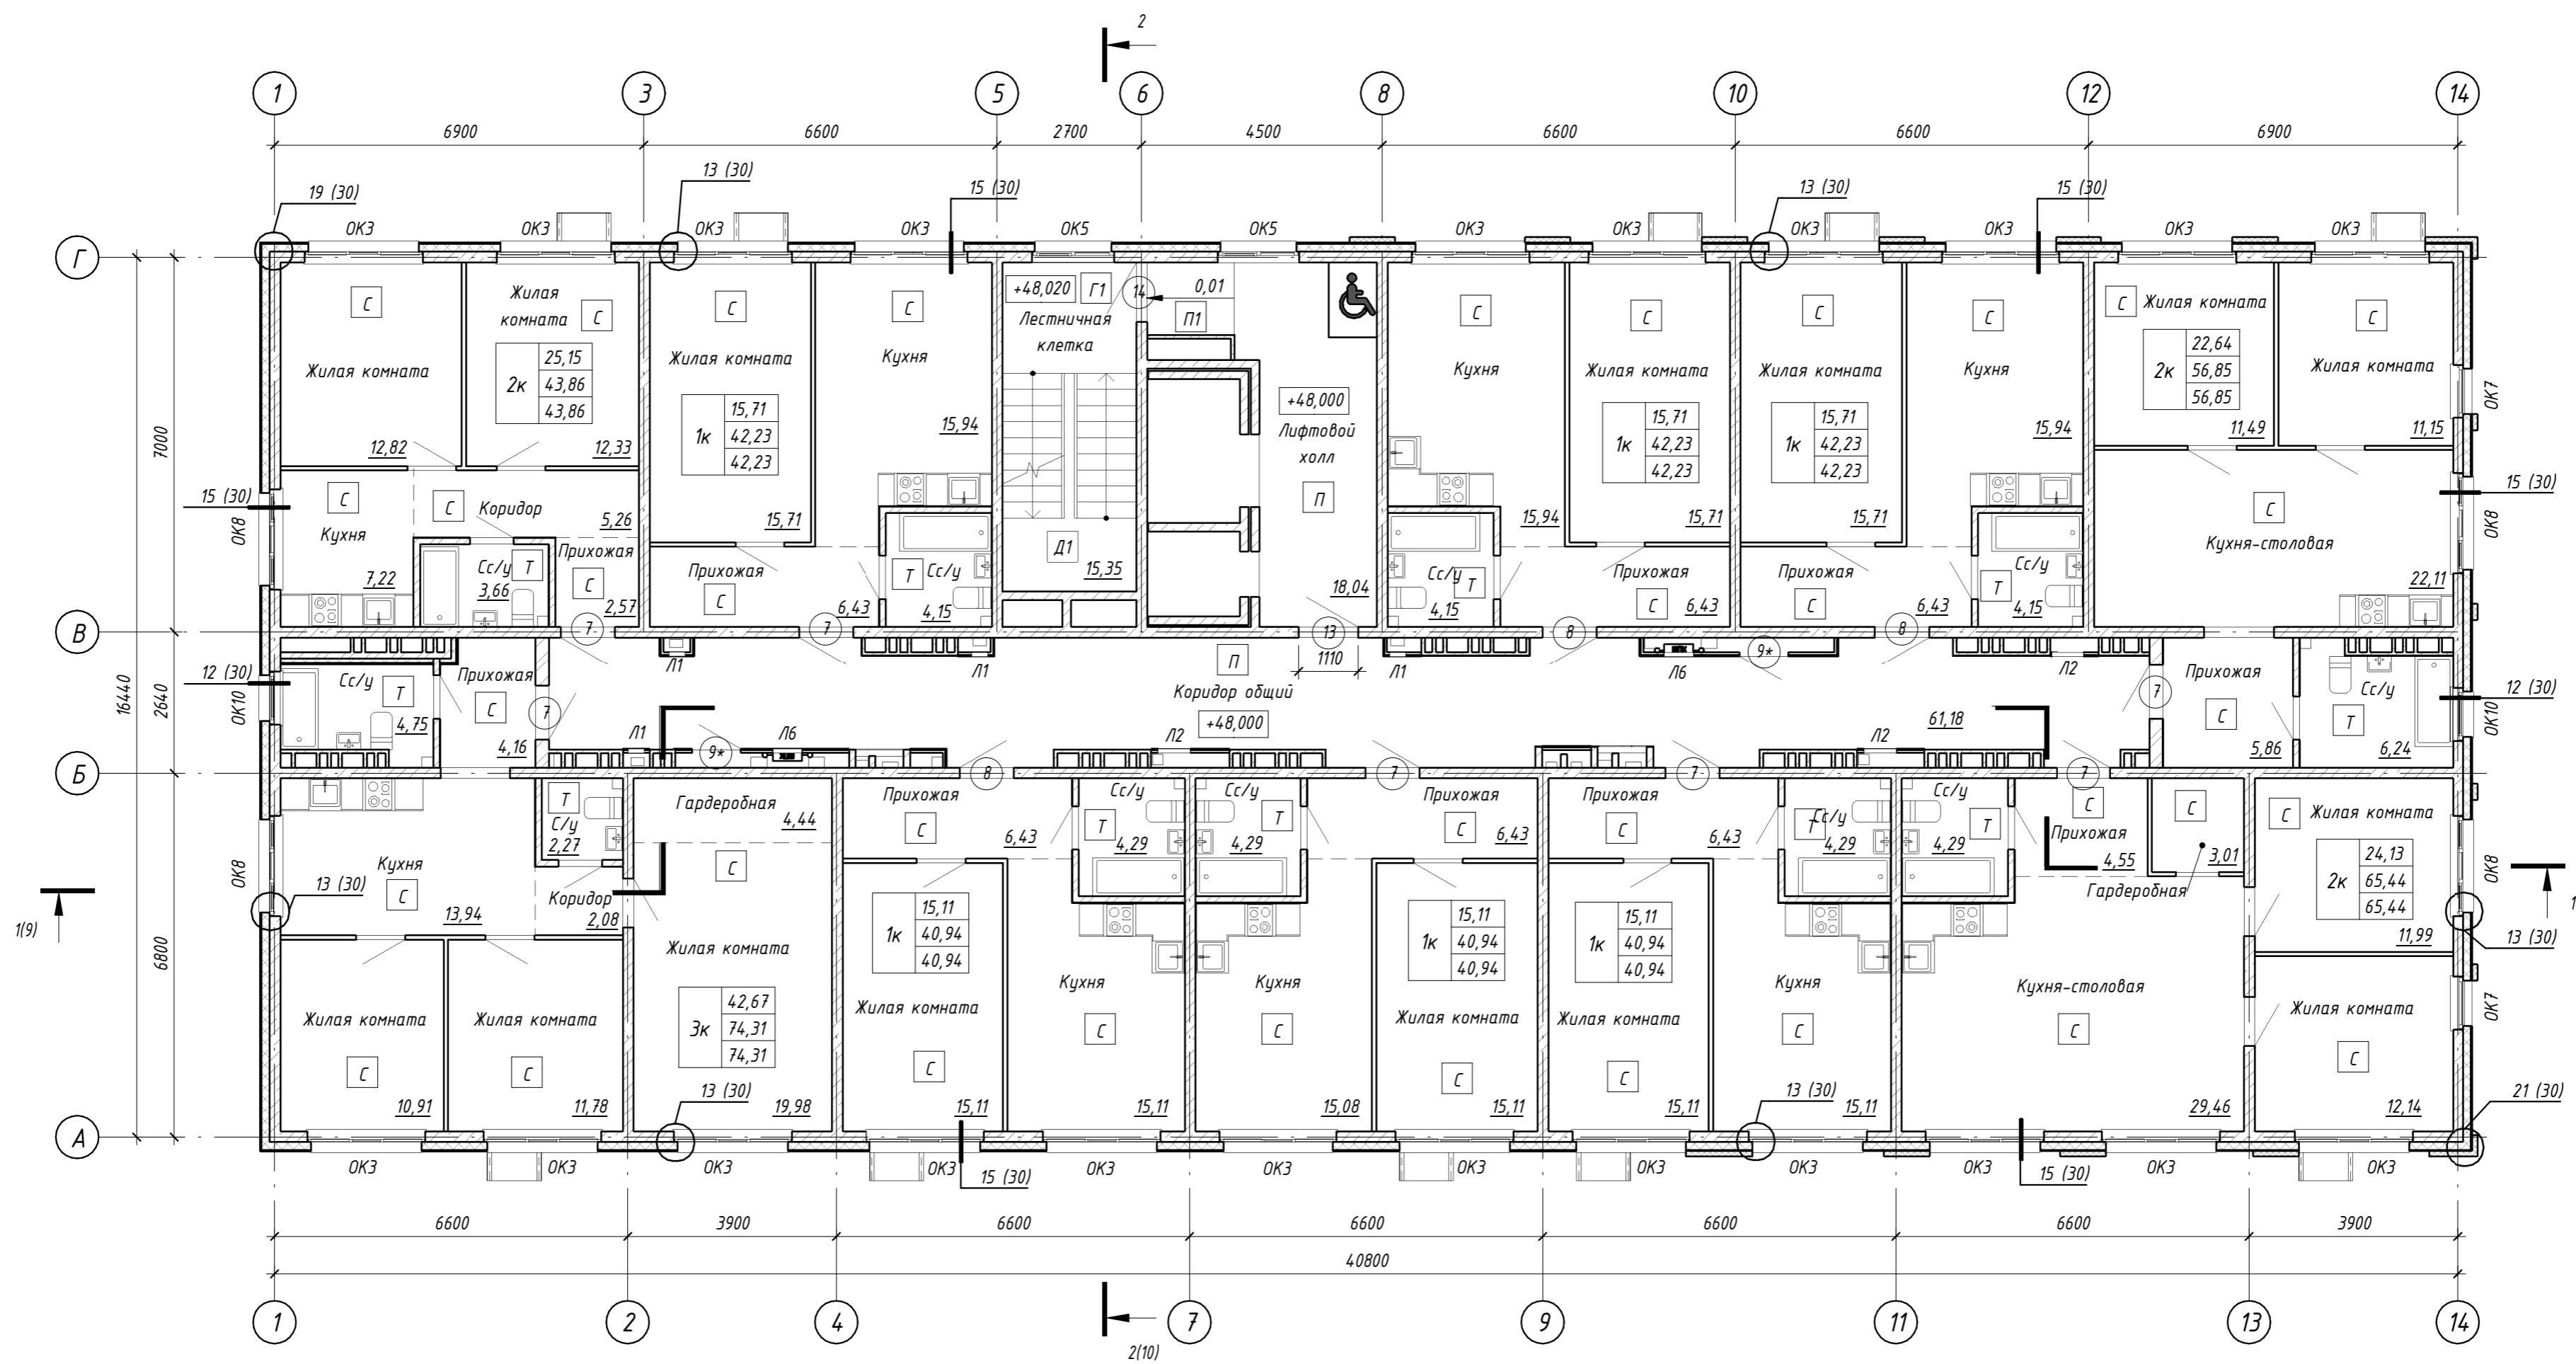 2
1
3
5
6
8
10
12
14
6900
6600
2700
4500
6600
6600
6900
19 (30)
13 (30)
15 (30)
13 (30)
15 (30)
ОК3
ОК3
ОК3
ОК3
ОК5
ОК5
ОК3
ОК3
ОК3
ОК3
ОК3
ОК3
Г
С
Жилая
комната
С
С
С
+48,020
Г1
14
0,01
П1
Лестничная
клетка
С
С
С
С
С
Жилая комната
С
Жилая комната
2к
25,15
43,86
43,86
Жилая комната
Кухня
Кухня
Жилая комната
Жилая комната
Кухня
2к
22,64
56,85
56,85
Жилая комната
ОК7
1к
15,71
42,23
42,23
15,94
+48,000
Лифтовой
холл
П
1к
15,71
42,23
42,23
1к
15,71
42,23
42,23
15,94
11,49
11,15
12,82
12,33
7000
15 (30)
ОК8
С
Кухня
С
Коридор
5,26
15,71
15,94
15,71
15,71
С
Кухня-столовая
15 (30)
ОК8
Прихожая
С
2,57
7,22
Сс/у
Т
3,66
Прихожая
С
6,43
Т
Сс/у
4,15
Д1
15,35
18,04
Сс/у
Т
4,15
Прихожая
С
6,43
Прихожая
С
6,43
Т
Сс/у
4,15
22,11
В
7
7
13
8
8
16440
2640
12 (30)
ОК10
Сс/у
Т
4,75
Прихожая
С
4,16
7
Л1
Л1
П
1110
Л1
Л6
9*
Л2
7
Прихожая
С
5,86
Сс/у
Т
6,24
12 (30)
ОК10
Коридор общий
+48,000
61,18
Л1
9*
Л6
Л2
Л2
Б
8
7
7
7
Т
С/у
2,27
Гардеробная
4,44
С
Прихожая
С
6,43
Сс/у
Т
4,29
Сс/у
Т
4,29
Прихожая
С
6,43
Прихожая
С
6,43
Сс/у
Т
4,29
Сс/у
Т
4,29
С
Прихожая
4,55
С
3,01
Гардеробная
С
Жилая комната
2к
24,13
65,44
65,44
11,99
ОК8
13 (30)
1
ОК8
13 (30)
1(9)
Кухня
С
13,94
Коридор
2,08
6800
Жилая комната
1к
15,11
40,94
40,94
1к
15,11
40,94
40,94
1к
15,11
40,94
40,94
Жилая комната
С
10,91
Жилая комната
С
11,78
3к
42,67
74,31
74,31
19,98
Жилая комната
С
15,11
Кухня
С
15,11
Кухня
С
15,08
Жилая комната
С
15,11
Жилая комната
С
15,11
Кухня
С
15,11
Кухня-столовая
С
29,46
Жилая комната
С
12,14
ОК7
13 (30)
13 (30)
21 (30)
А
ОК3
ОК3
ОК3
ОК3
ОК3
ОК3
ОК3
ОК3
ОК3
ОК3
ОК3
ОК3
15 (30)
15 (30)
6600
3900
6600
6600
6600
6600
3900
40800
1
2
4
7
9
11
13
14
2(10)